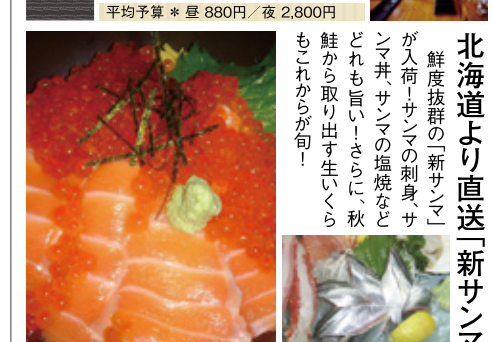 平均予算＊昼 880円／夜 2,800円
北海道より直送「新サンマ
鮮度抜群の「新サンマ」
が入荷！サンマの刺身、サ
ンマ丼、サンマの塩焼など
どれも旨い！さらに、秋
鮭から取り出す生いくら
もこれからが旬！